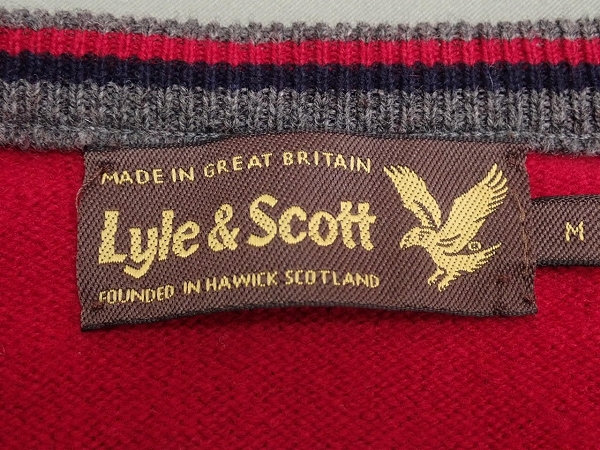 MADE IN GREAT BRITAIN
Lyle & Scott
FOUNDED IN HAWICK SCOTLAND
M